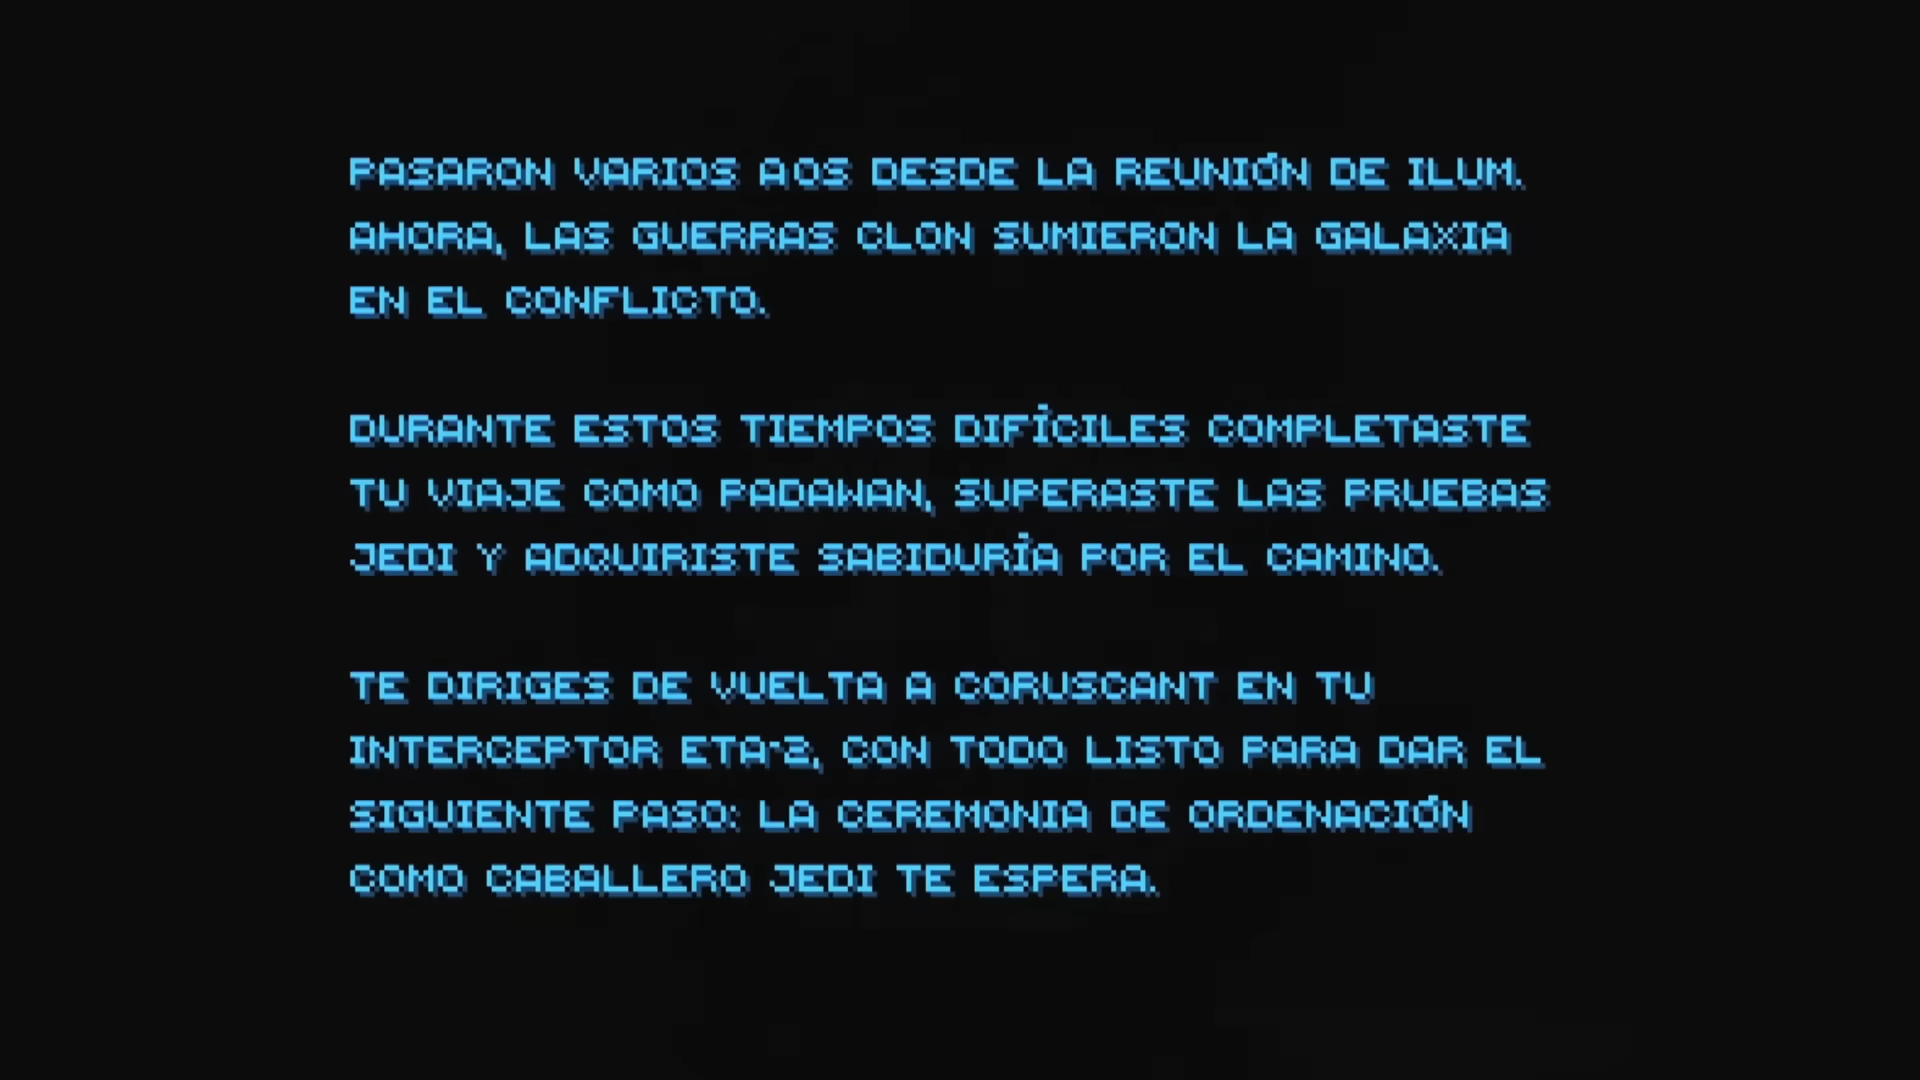 PASARON VARIOS AOS DESDE LA REUNIÓN DE ILUM.
AHORA, LAS GUERRAS CLON SUMIERON LA GALAXIA
EN EL CONFLICTO.
DURANTE ESTOS TIEMPOS DIFÍCILES COMPLETASTE
TU VIAJE COMO PADAWAN, SUPERASTE LAS PRUEBAS
JEDI Y ADQUIRISTE SABIDURÍA POR EL CAMINO.
TE DIRIGES DE VUELTA A CORUSCANT EN TU
INTERCEPTOR ETA-2, CON TODO LISTO PARA DAR EL
SIGUIENTE PASO: LA CEREMONIA DE ORDENACIÓN
COMO CABALLERO JEDI TE ESPERA.